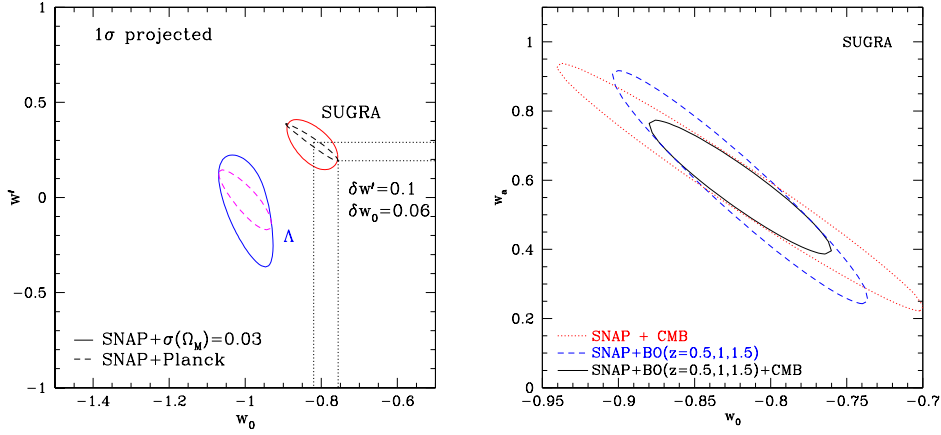 1σ projected
SUGRA
δw'=0.1
δw₀=0.06
Λ
SNAP+σ(Ω_M)=0.03
SNAP+Planck
w'
1
0.5
0
−0.5
−1
−1.4 −1.2 −1 −0.8 −0.6
w₀
SUGRA
SNAP + CMB
SNAP+BO(z=0.5,1,1.5)
SNAP+BO(z=0.5,1,1.5)+CMB
wₐ
1
0.8
0.6
0.4
0.2
0
−0.95 −0.9 −0.85 −0.8 −0.75 −0.7
w₀